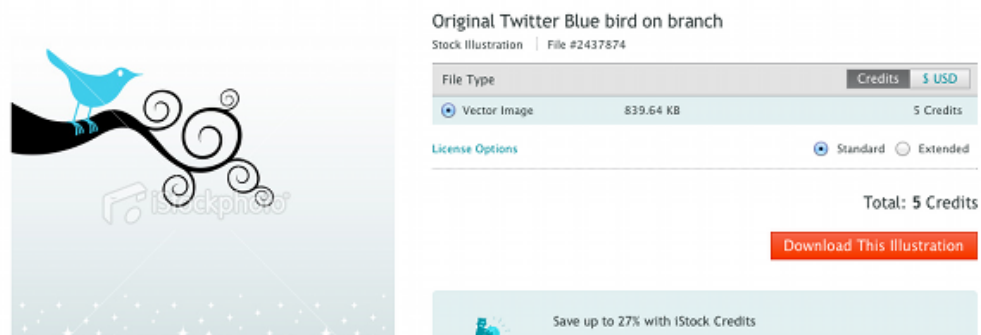 Original Twitter Blue bird on branch
Stock Illustration File #2437874
File Type Credits $ USD
Vector Image 839.64 KB 5 Credits
License Options Standard Extended
iStockphoto
Total: 5 Credits
Download This Illustration
Save up to 27% with iStock Credits